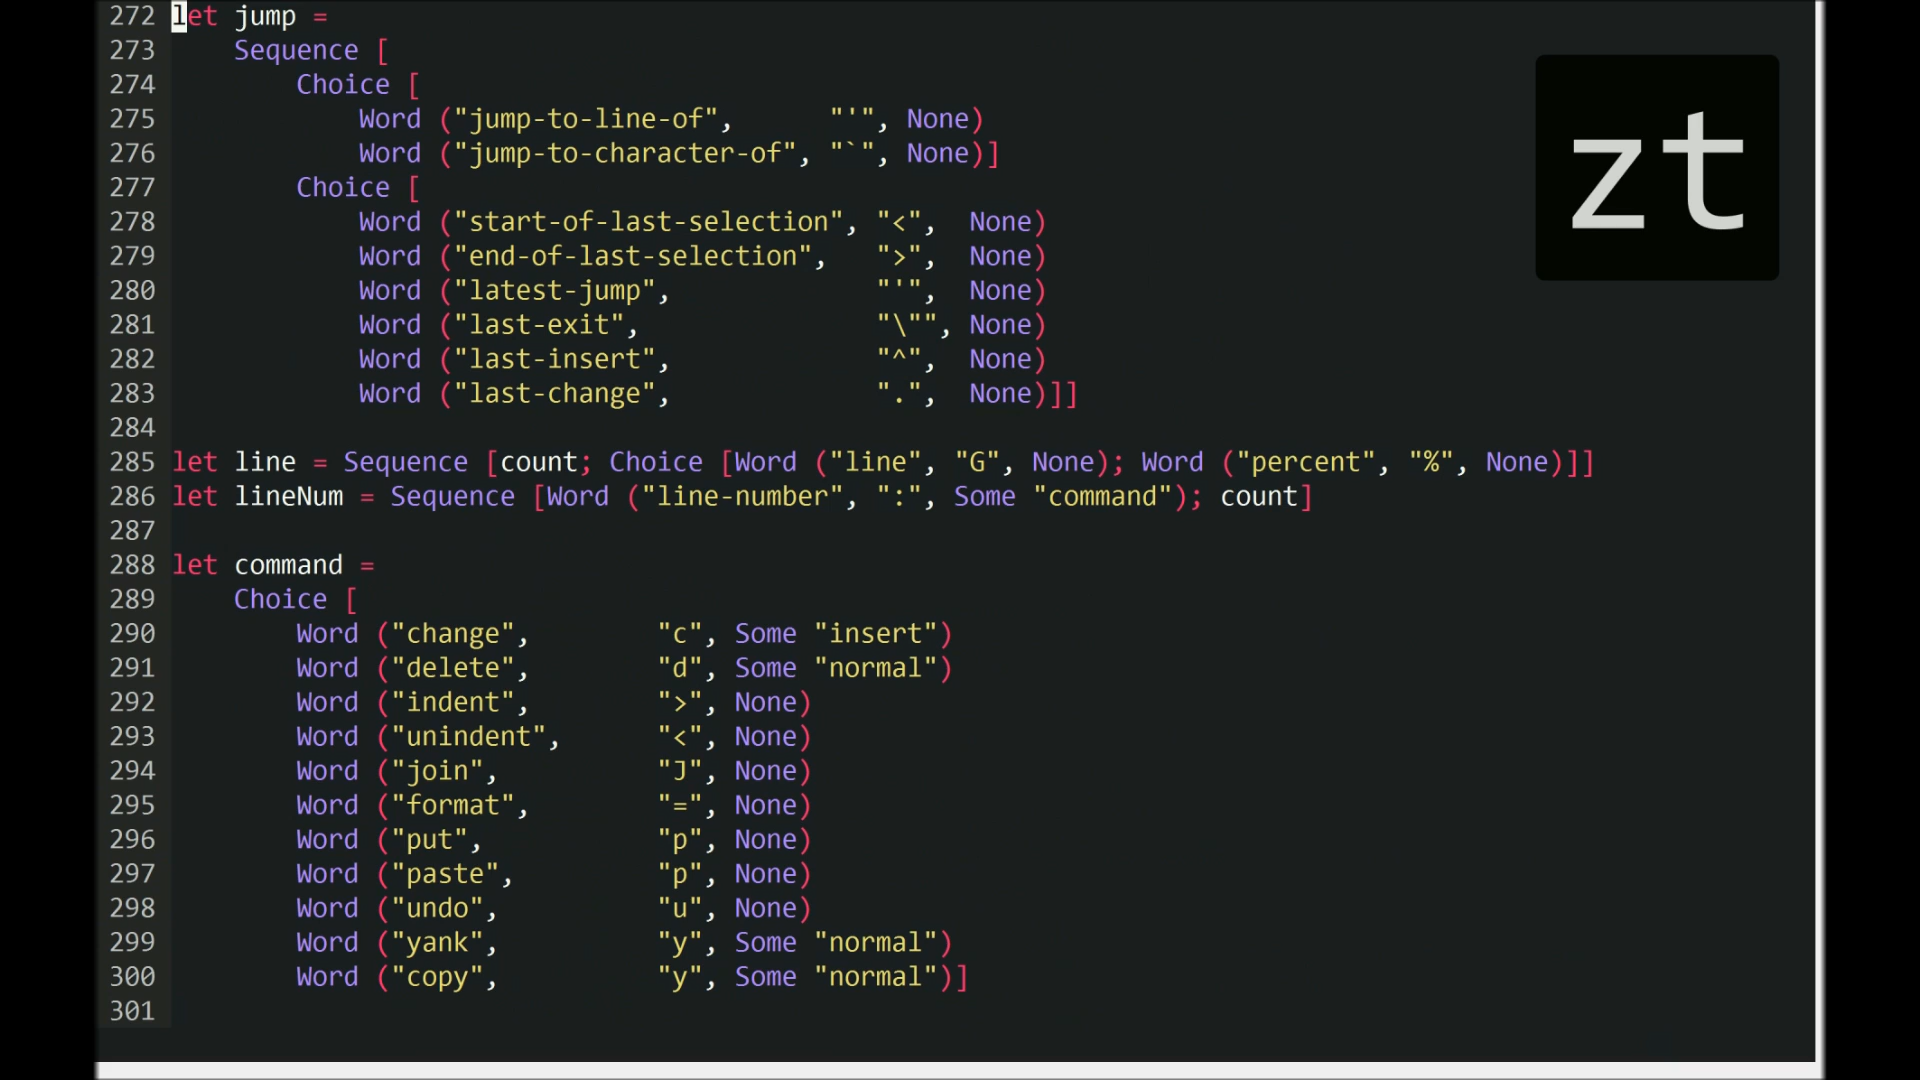 272 let jump =
273     Sequence [
274         Choice [
275             Word ("jump-to-line-of",      "'", None)
276             Word ("jump-to-character-of", "`", None)]
277         Choice [
278             Word ("start-of-last-selection", "<",  None)
279             Word ("end-of-last-selection",   ">",  None)
280             Word ("latest-jump",             "'",  None)
281             Word ("last-exit",               "\"", None)
282             Word ("last-insert",             "^",  None)
283             Word ("last-change",             ".",  None)]]
284
285 let line = Sequence [count; Choice [Word ("line", "G", None); Word ("percent", "%", None)]]
286 let lineNum = Sequence [Word ("line-number", ":", Some "command"); count]
287
288 let command =
289     Choice [
290         Word ("change",        "c", Some "insert")
291         Word ("delete",        "d", Some "normal")
292         Word ("indent",        ">", None)
293         Word ("unindent",      "<", None)
294         Word ("join",          "J", None)
295         Word ("format",        "=", None)
296         Word ("put",           "p", None)
297         Word ("paste",         "p", None)
298         Word ("undo",          "u", None)
299         Word ("yank",          "y", Some "normal")
300         Word ("copy",          "y", Some "normal")]
301
zt